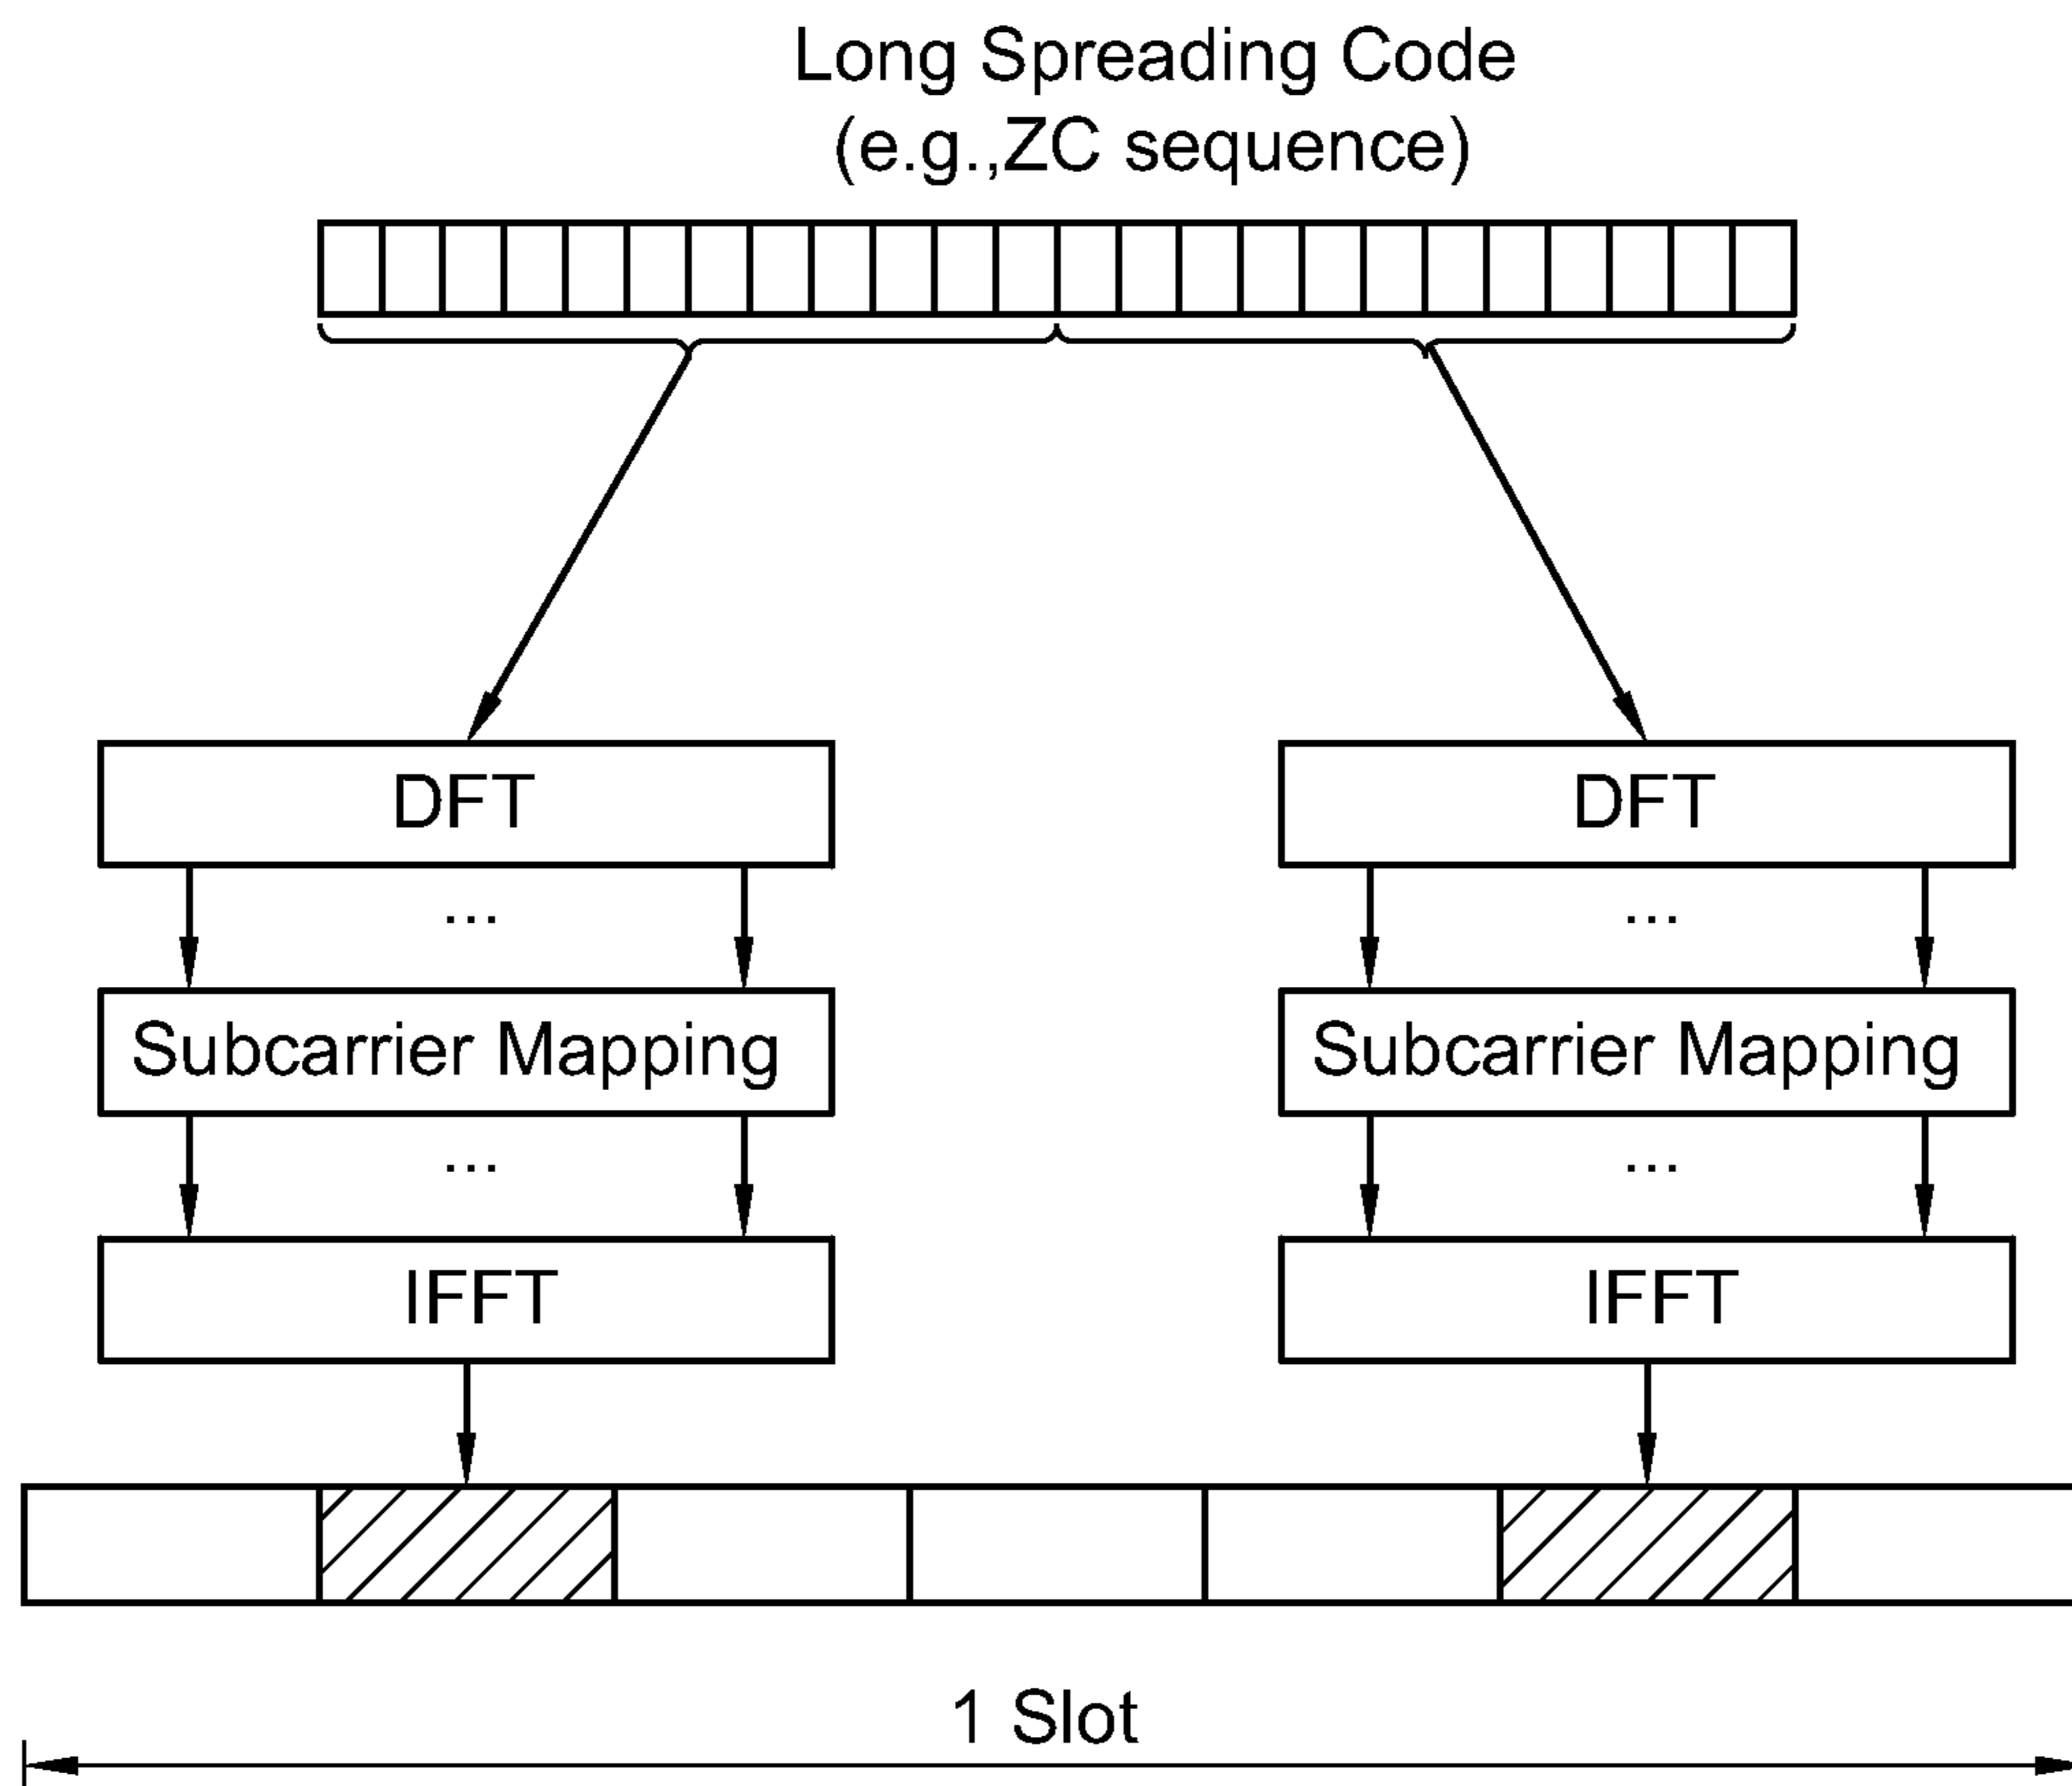 Long Spreading Code
(e.g.,ZC sequence)
DFT
DFT
...
...
Subcarrier Mapping
Subcarrier Mapping
...
...
IFFT
IFFT
1 Slot